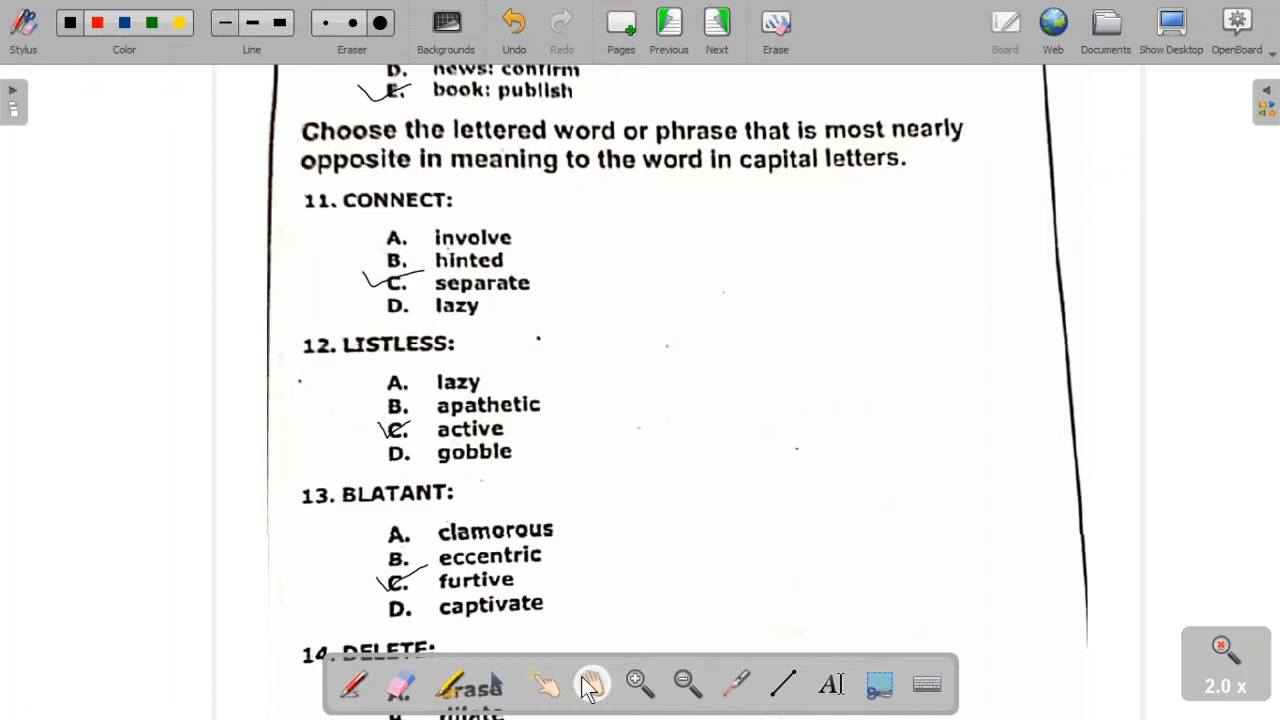 Stylus
Color
Line
Eraser
Backgrounds
Undo
Redo
Pages
Previous
Next
Erase
Board
Web
Documents
Show Desktop
OpenBoard
D. news: confirm
E. book: publish
Choose the lettered word or phrase that is most nearly
opposite in meaning to the word in capital letters.
11. CONNECT:
A. involve
B. hinted
C. separate
D. lazy
12. LISTLESS:
A. lazy
B. apathetic
C. active
D. gobble
13. BLATANT:
A. clamorous
B. eccentric
C. furtive
D. captivate
14. DELETE:
erase
2.0 x